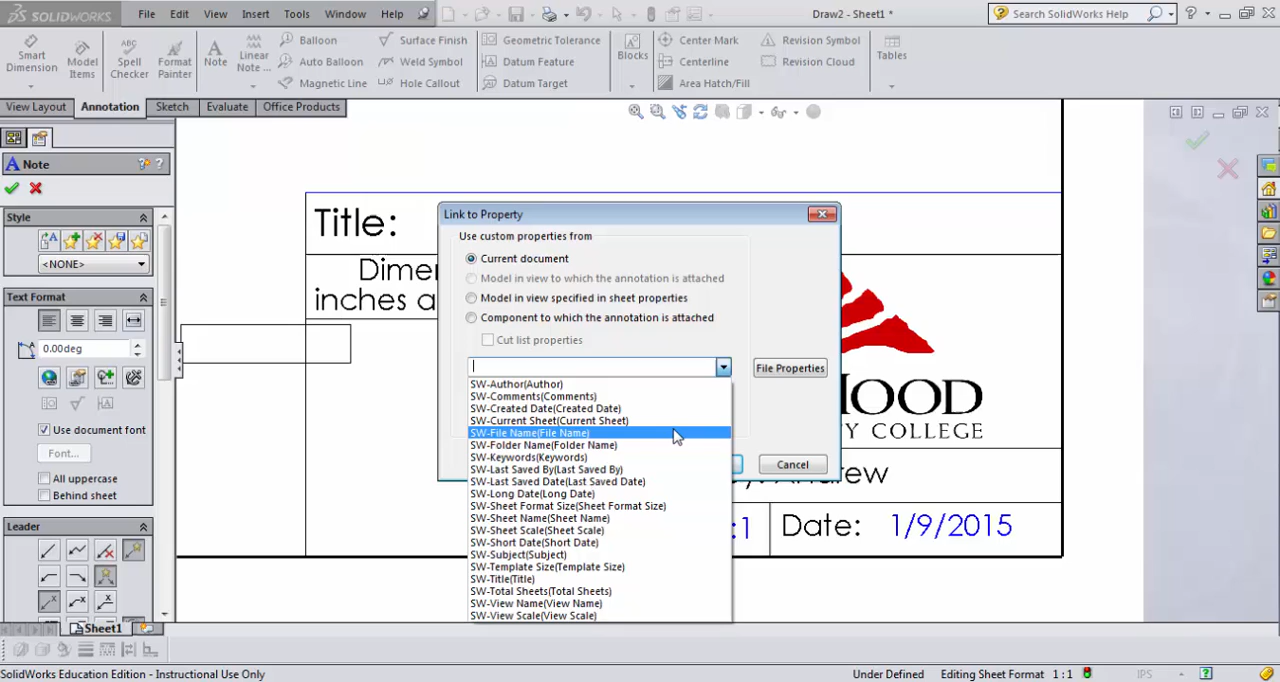 SOLIDWORKS File Edit View Insert Tools Window Help Draw2 - Sheet1 * Search SolidWorks Help
Smart Dimension
Model Items
Spell Checker
Format Painter
Note
Linear Note ...
Balloon
Auto Balloon
Magnetic Line
Surface Finish
Weld Symbol
Hole Callout
Geometric Tolerance
Datum Feature
Datum Target
Blocks
Center Mark
Centerline
Area Hatch/Fill
Revision Symbol
Revision Cloud
Tables
View Layout Annotation Sketch Evaluate Office Products
Note
Style
<NONE>
Text Format
0.00deg
Use document font
Font...
All uppercase
Behind sheet
Leader
Title:
Dime
inches a
Link to Property
Use custom properties from
Current document
Model in view to which the annotation is attached
Model in view specified in sheet properties
Component to which the annotation is attached
Cut list properties
File Properties
SW-Author(Author)
SW-Comments(Comments)
SW-Created Date(Created Date)
SW-Current Sheet(Current Sheet)
SW-File Name(File Name)
SW-Folder Name(Folder Name)
SW-Keywords(Keywords)
SW-Last Saved By(Last Saved By)
SW-Last Saved Date(Last Saved Date)
SW-Long Date(Long Date)
SW-Sheet Format Size(Sheet Format Size)
SW-Sheet Name(Sheet Name)
SW-Sheet Scale(Sheet Scale)
SW-Short Date(Short Date)
SW-Subject(Subject)
SW-Template Size(Template Size)
SW-Title(Title)
SW-Total Sheets(Total Sheets)
SW-View Name(View Name)
SW-View Scale(View Scale)
Cancel
HOOD
TY COLLEGE
Andrew
:1 Date: 1/9/2015
Sheet1
SolidWorks Education Edition - Instructional Use Only Under Defined Editing Sheet Format 1 : 1 IPS